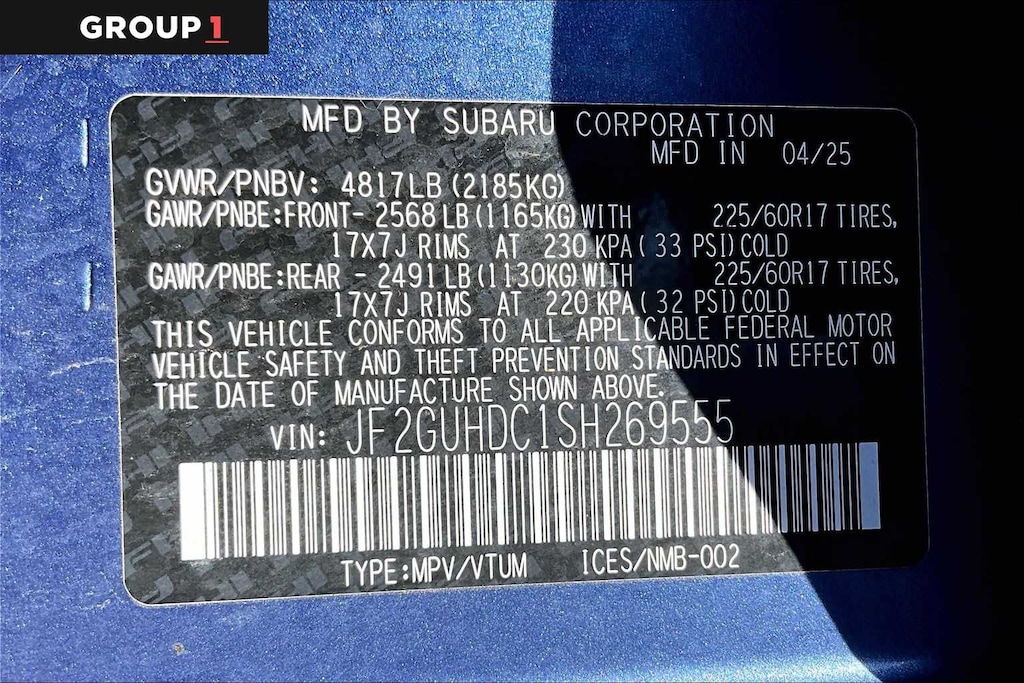 GROUP 1
MFD BY SUBARU CORPORATION
MFD IN 04/25
GVWR/PNBV: 4817LB (2185KG)
GAWR/PNBE:FRONT- 2568 LB (1165KG) WITH 225/60R17 TIRES,
17X7J RIMS AT 230 KPA ( 33 PSI) COLD
GAWR/PNBE:REAR - 2491 LB (1130KG) WITH 225/60R17 TIRES,
17X7J RIMS AT 220 KPA ( 32 PSI) COLD
THIS VEHICLE CONFORMS TO ALL APPLICABLE FEDERAL MOTOR
VEHICLE SAFETY AND THEFT PREVENTION STANDARDS IN EFFECT ON
THE DATE OF MANUFACTURE SHOWN ABOVE.
VIN: JF2GUHDC1SH269555
TYPE:MPV/VTUM ICES/NMB-002